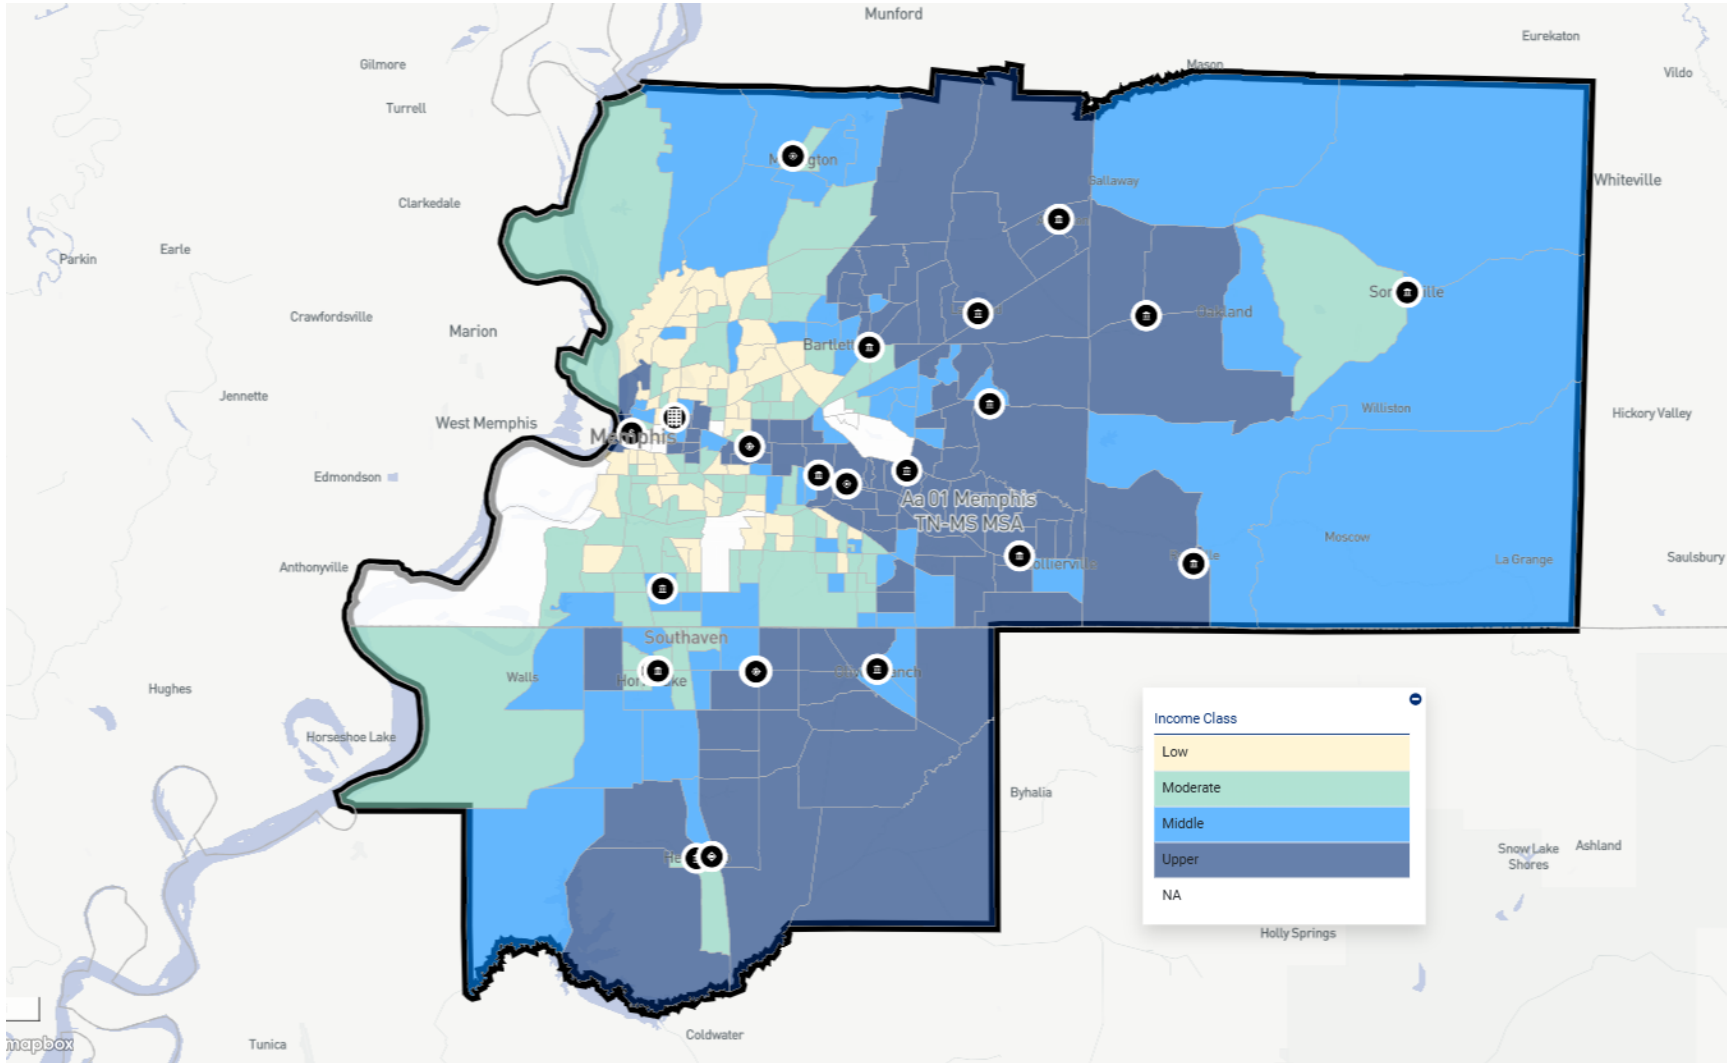 Munford
Eurekaton
Gilmore
Mason
Vildo
Turrell
Whiteville
Gallaway
Clarkedale
Earle
Parkin
Crawfordsville
Marion
Oakland
Bartlett
Jennette
Williston
Hickory Valley
West Memphis
Memphis
Edmondson
Aa 01 Memphis
TN-MS MSA
Moscow
La Grange
Saulsbury
Anthonyville
Southaven
Walls
Hughes
Horseshoe Lake
Byhalia
Income Class
Low
Moderate
Middle
Upper
NA
Snow Lake
Shores
Ashland
Holly Springs
Coldwater
Tunica
mapbox